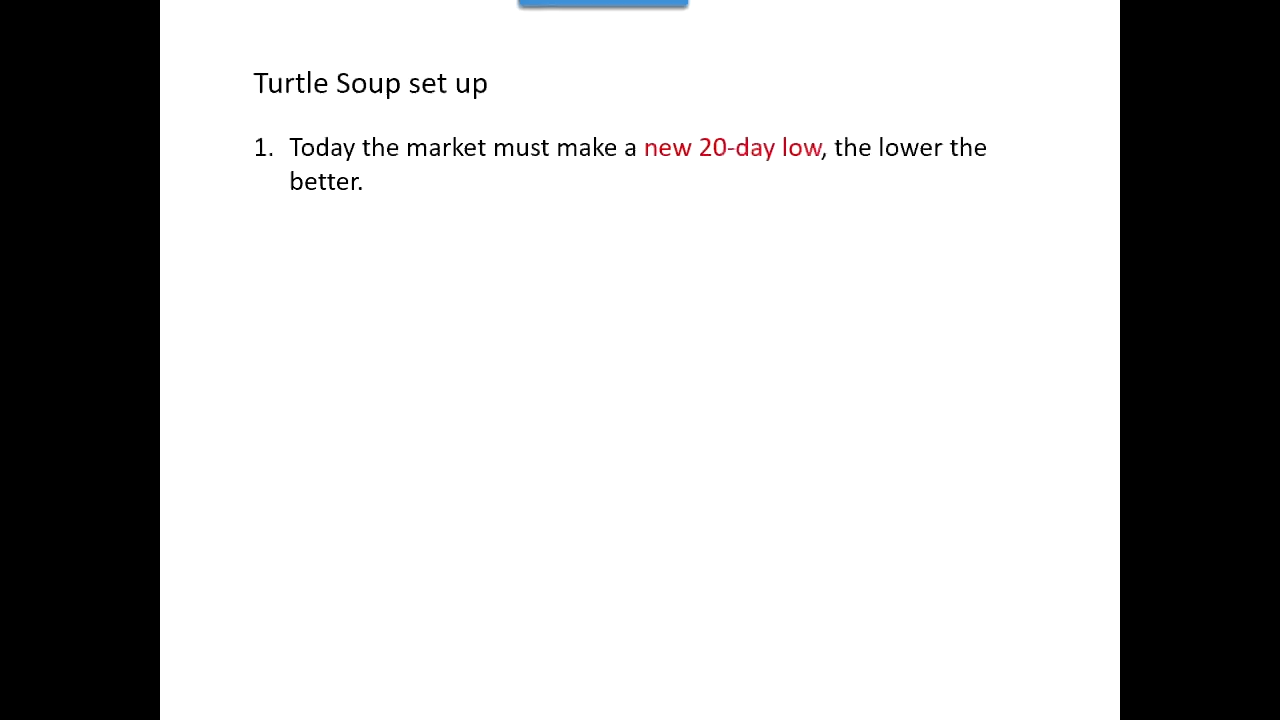 Turtle Soup set up
1. Today the market must make a new 20-day low, the lower the
better.